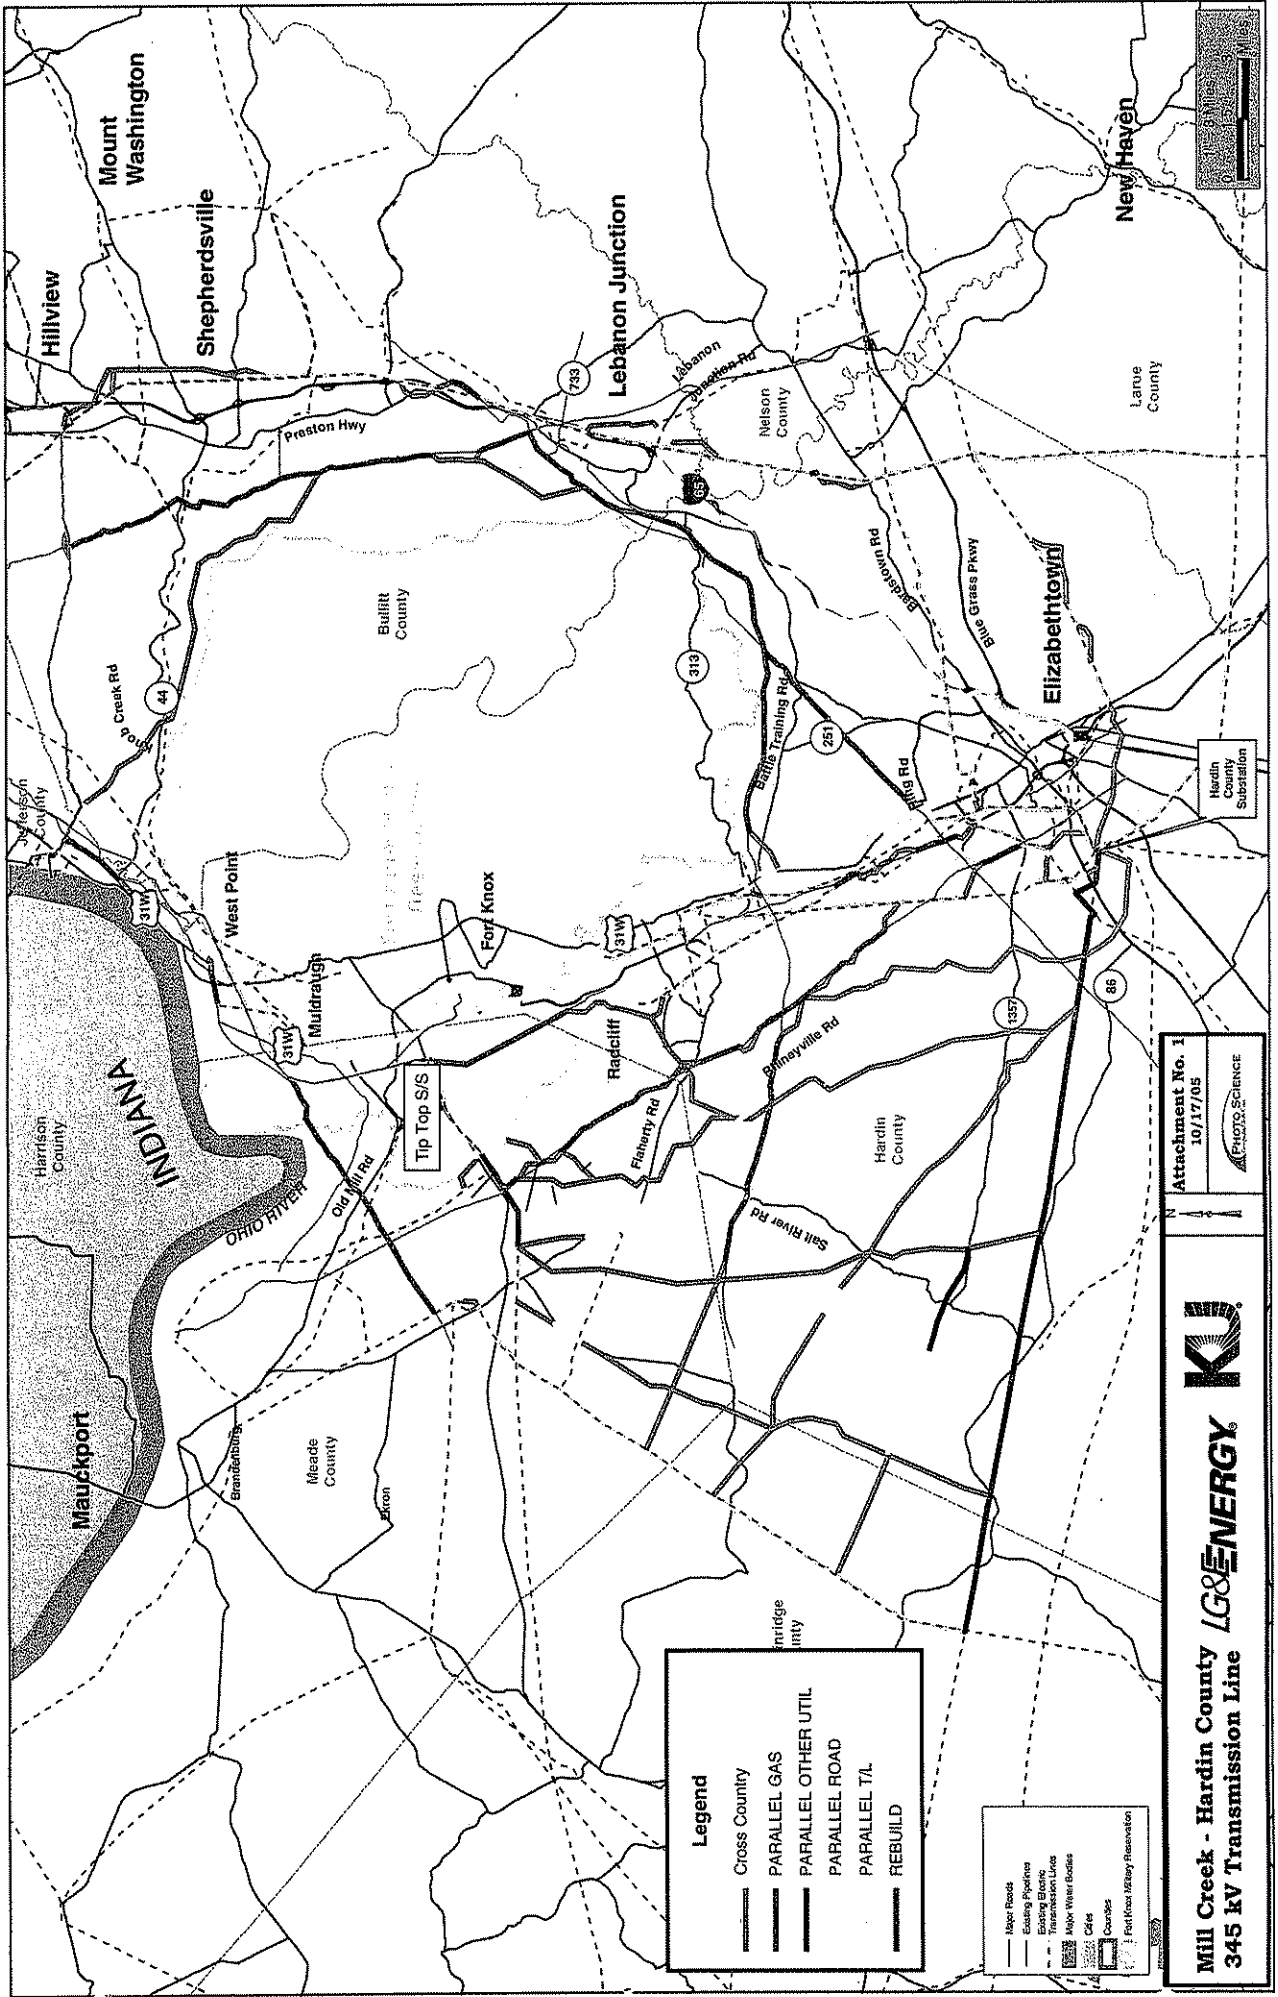 Mauckport
Harrison
County
INDIANA
OHIO RIVER
Jefferson
County
Hillview
Mount
Washington
Shepherdsville
Preston Hwy
Knob Creek Rd
44
31W
West Point
Muldraugh
31W
Brandenburg
Meade
County
Ekron
Old Mill Rd
Tip Top S/S
Fort Knox
Bullitt
County
733
Lebanon Junction
Lebanon
Junction Rd
Nelson
County
65
313
31W
Radcliff
Flaherty Rd
Rineyville Rd
Battle Training Rd
251
Ring Rd
Bardstown Rd
Blue Grass Pkwy
Elizabethtown
Larue
County
New Haven
Salt River Rd
Hardin
County
1357
86
Hardin
County
Substation
Legend
Cross Country
PARALLEL GAS
PARALLEL OTHER UTIL
PARALLEL ROAD
PARALLEL T/L
REBUILD
Major Roads
Existing Pipelines
Existing Electric
Transmission Lines
Major Water Bodies
Cities
Counties
Fort Knox Military Reservation
Mill Creek - Hardin County
345 kV Transmission Line
LG&E ENERGY
KU
N
Attachment No. 1
10/17/05
PHOTO SCIENCE
Miles